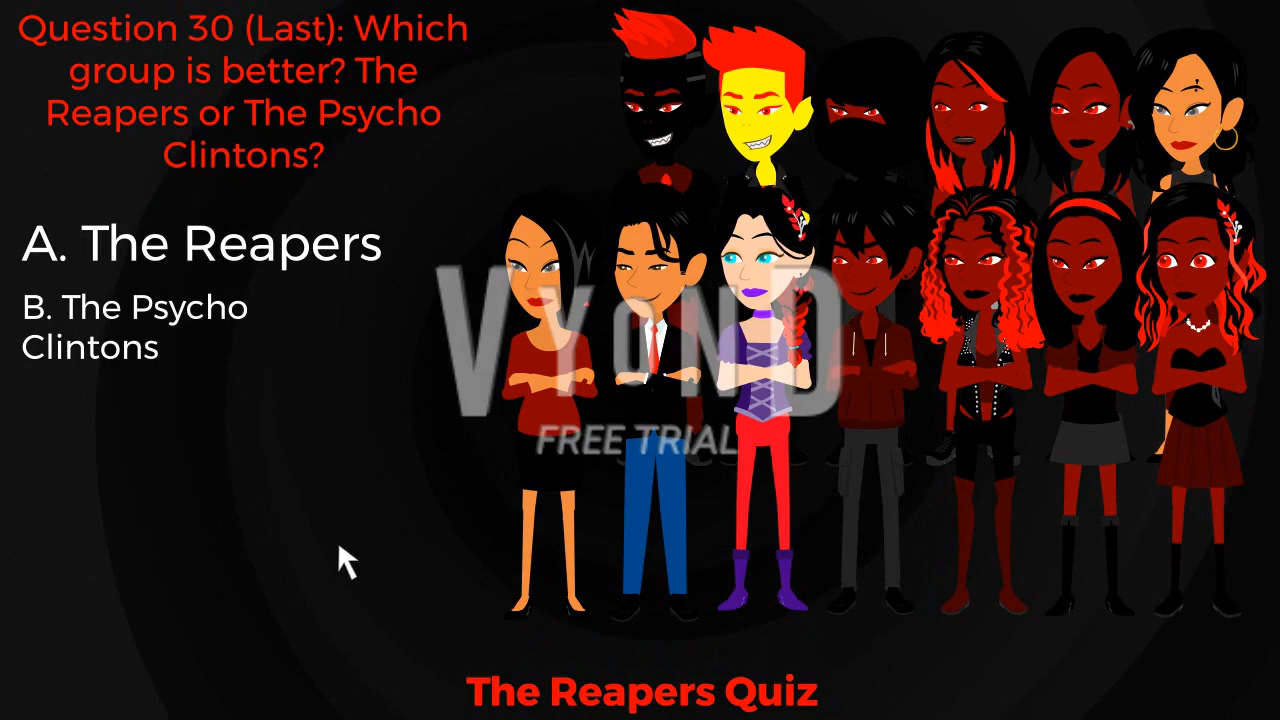 Question 30 (Last): Which
group is better? The
Reapers or The Psycho
Clintons?
A. The Reapers
B. The Psycho
Clintons
VYOND
FREE TRIAL
The Reapers Quiz